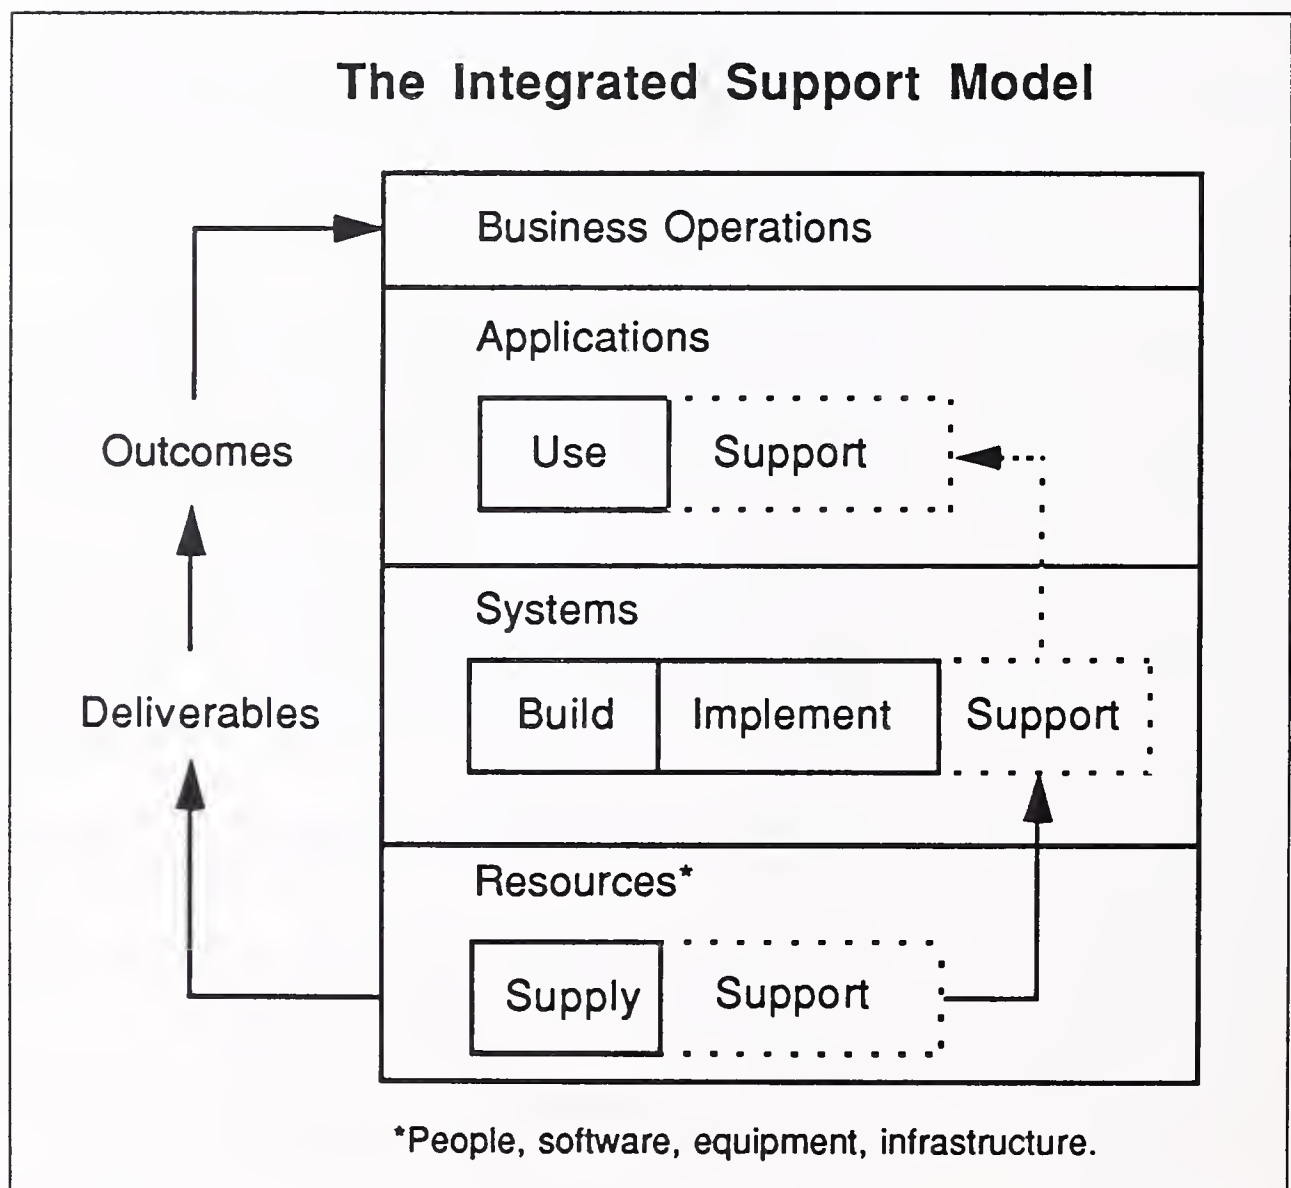 The Integrated Support Model
Business Operations
Applications
Use Support
Outcomes
Systems
Build Implement Support
Deliverables
Resources*
Supply Support
*People, software, equipment, infrastructure.